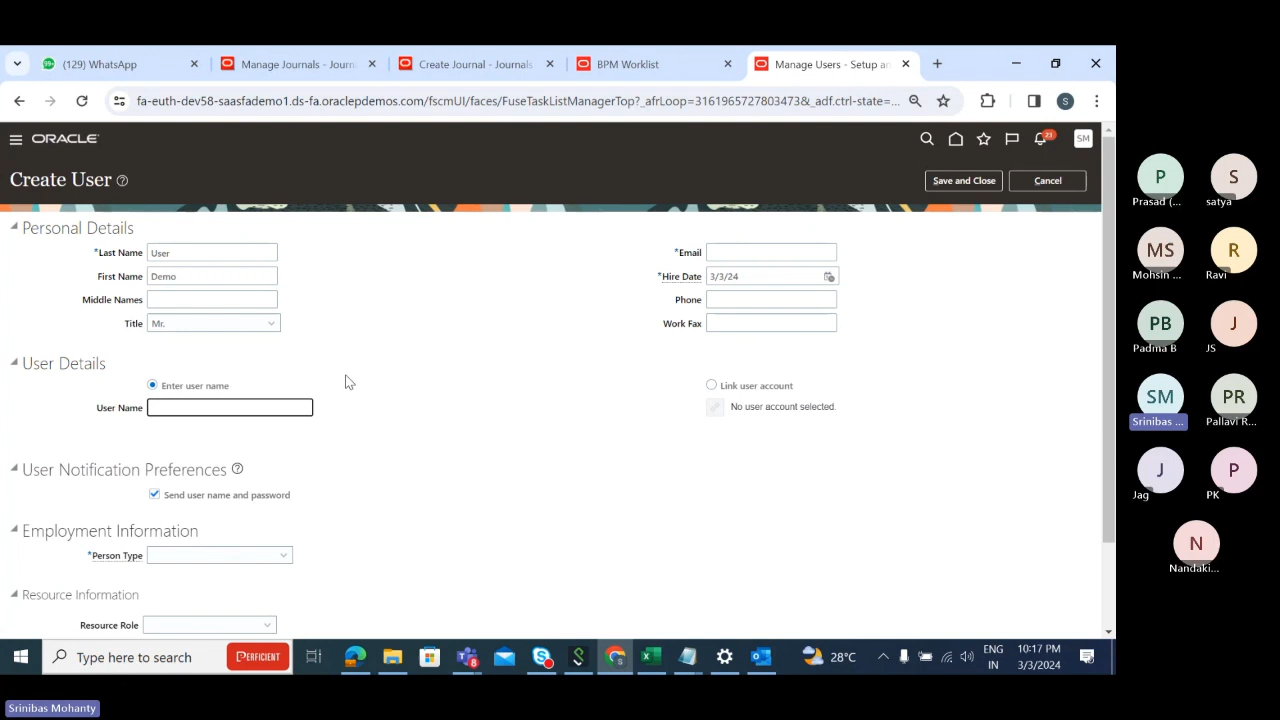 (129) WhatsApp
Manage Journals - Journ
Create Journal - Journals
BPM Worklist
Manage Users - Setup an
fa-euth-dev58-saasfademo1.ds-fa.oraclepdemos.com/fscmUI/faces/FuseTaskListManagerTop?_afrLoop=3161965727803473&_adf.ctrl-state=...
S
ORACLE
23
SM
Create User
Save and Close
Cancel
Personal Details
*Last Name User
*Email
First Name Demo
*Hire Date 3/3/24
Middle Names
Phone
Title Mr.
Work Fax
User Details
Enter user name
Link user account
User Name
No user account selected.
User Notification Preferences
Send user name and password
Employment Information
*Person Type
Resource Information
Resource Role
Type here to search
PERFICIENT
8
28°C
ENG
IN
10:17 PM
3/3/2024
P
Prasad (...
S
satya
MS
Mohsin ...
R
Ravi
PB
Padma B
J
JS
SM
Srinibas ...
PR
Pallavi R...
J
Jag
P
PK
N
Nandaki...
Srinibas Mohanty